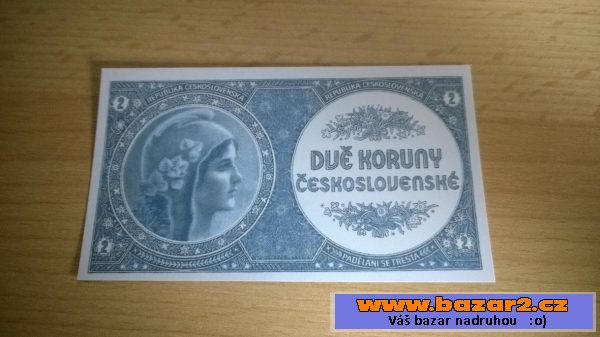 REPUBLIKA ČESKOSLOVENSKÁ
REPUBLIKA ČESKOSLOVENSKÁ
2
2
DVĚ KORUNY
ČESKOSLOVENSKÉ
2
2
PADĚLÁNÍ SE TRESTÁ
www.bazar2.cz
Váš bazar nadruhou :o)